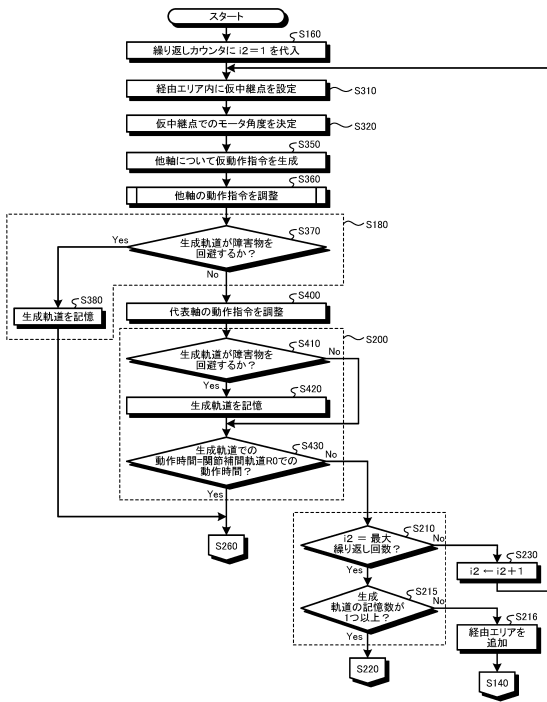 スタート
S160
繰り返しカウンタに i2=1 を代入
経由エリア内に仮中継点を設定
S310
仮中継点でのモータ角度を決定
S320
S350
他軸について仮動作指令を生成
S360
他軸の動作指令を調整
S180
S370
生成軌道が障害物を
回避するか?
Yes
No
S380
生成軌道を記憶
S400
代表軸の動作指令を調整
S200
S410
生成軌道が障害物を
回避するか?
No
Yes
S420
生成軌道を記憶
S430
生成軌道での
動作時間=関節補間軌道R0での
動作時間?
No
Yes
S260
S210
i2 = 最大
繰り返し回数?
No
Yes
S230
i2 ← i2+1
S215
生成
軌道の記憶数が
1つ以上?
No
Yes
S216
経由エリアを
追加
S220
S140